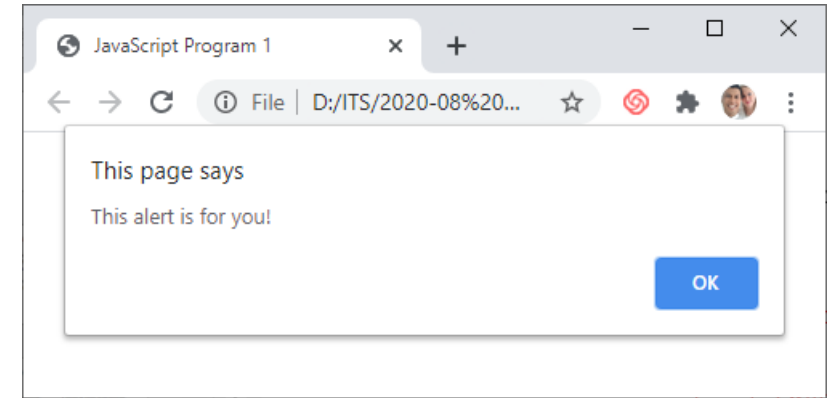 JavaScript Program 1
File | D:/ITS/2020-08%20...
This page says
This alert is for you!
OK